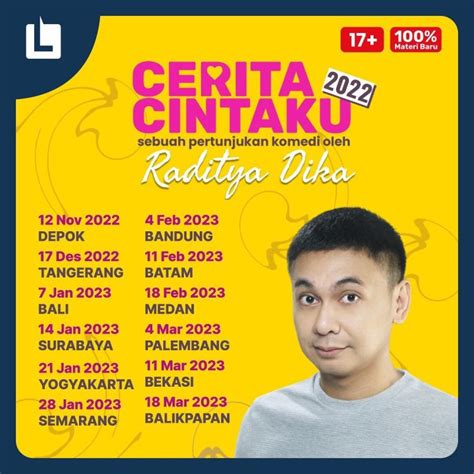 17+
100%
Materi Baru
CERITA
CINTAKU
2022
sebuah pertunjukan komedi oleh
Raditya Dika
12 Nov 2022
DEPOK
17 Des 2022
TANGERANG
7 Jan 2023
BALI
14 Jan 2023
SURABAYA
21 Jan 2023
YOGYAKARTA
28 Jan 2023
SEMARANG
4 Feb 2023
BANDUNG
11 Feb 2023
BATAM
18 Feb 2023
MEDAN
4 Mar 2023
PALEMBANG
11 Mar 2023
BEKASI
18 Mar 2023
BALIKPAPAN